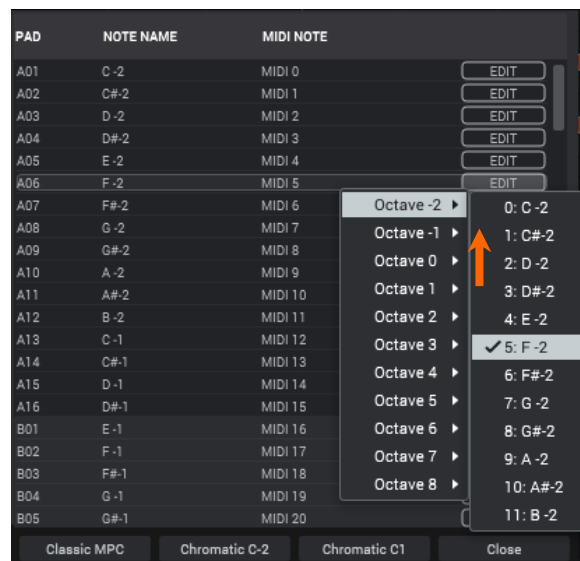 PAD NOTE NAME MIDI NOTE
A01 C -2 MIDI 0 EDIT
A02 C#-2 MIDI 1 EDIT
A03 D -2 MIDI 2 EDIT
A04 D#-2 MIDI 3 EDIT
A05 E -2 MIDI 4 EDIT
A06 F -2 MIDI 5 EDIT
A07 F#-2 MIDI 6
A08 G -2 MIDI 7
A09 G#-2 MIDI 8
A10 A -2 MIDI 9
A11 A#-2 MIDI 10
A12 B -2 MIDI 11
A13 C -1 MIDI 12
A14 C#-1 MIDI 13
A15 D -1 MIDI 14
A16 D#-1 MIDI 15
B01 E -1 MIDI 16
B02 F -1 MIDI 17
B03 F#-1 MIDI 18
B04 G -1 MIDI 19
B05 G#-1 MIDI 20
Octave -2
Octave -1
Octave 0
Octave 1
Octave 2
Octave 3
Octave 4
Octave 5
Octave 6
Octave 7
Octave 8
0: C -2
1: C#-2
2: D -2
3: D#-2
4: E -2
5: F -2
6: F#-2
7: G -2
8: G#-2
9: A -2
10: A#-2
11: B -2
Classic MPC Chromatic C-2 Chromatic C1 Close